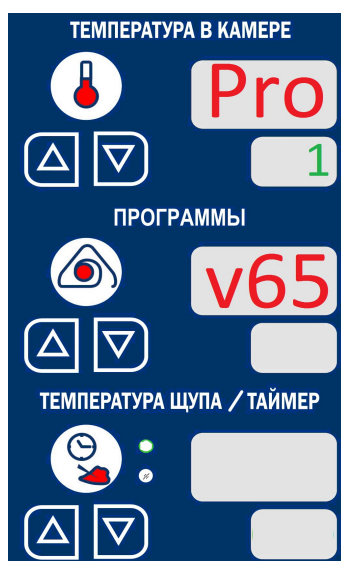 ТЕМПЕРАТУРА В КАМЕРЕ
Pro
1
ПРОГРАММЫ
v65
ТЕМПЕРАТУРА ЩУПА / ТАЙМЕР